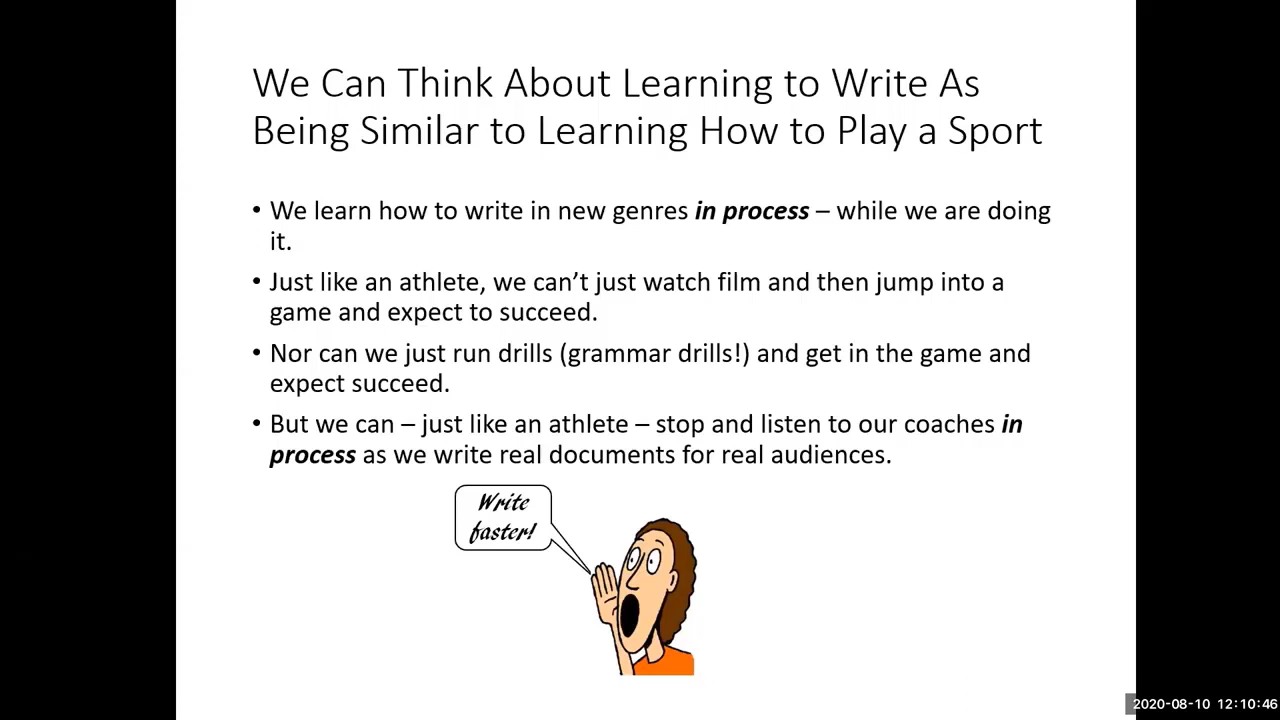 We Can Think About Learning to Write As
Being Similar to Learning How to Play a Sport
• We learn how to write in new genres in process – while we are doing
it.
• Just like an athlete, we can’t just watch film and then jump into a
game and expect to succeed.
• Nor can we just run drills (grammar drills!) and get in the game and
expect succeed.
• But we can – just like an athlete – stop and listen to our coaches in
process as we write real documents for real audiences.
Write
faster!
2020-08-10 12:10:46